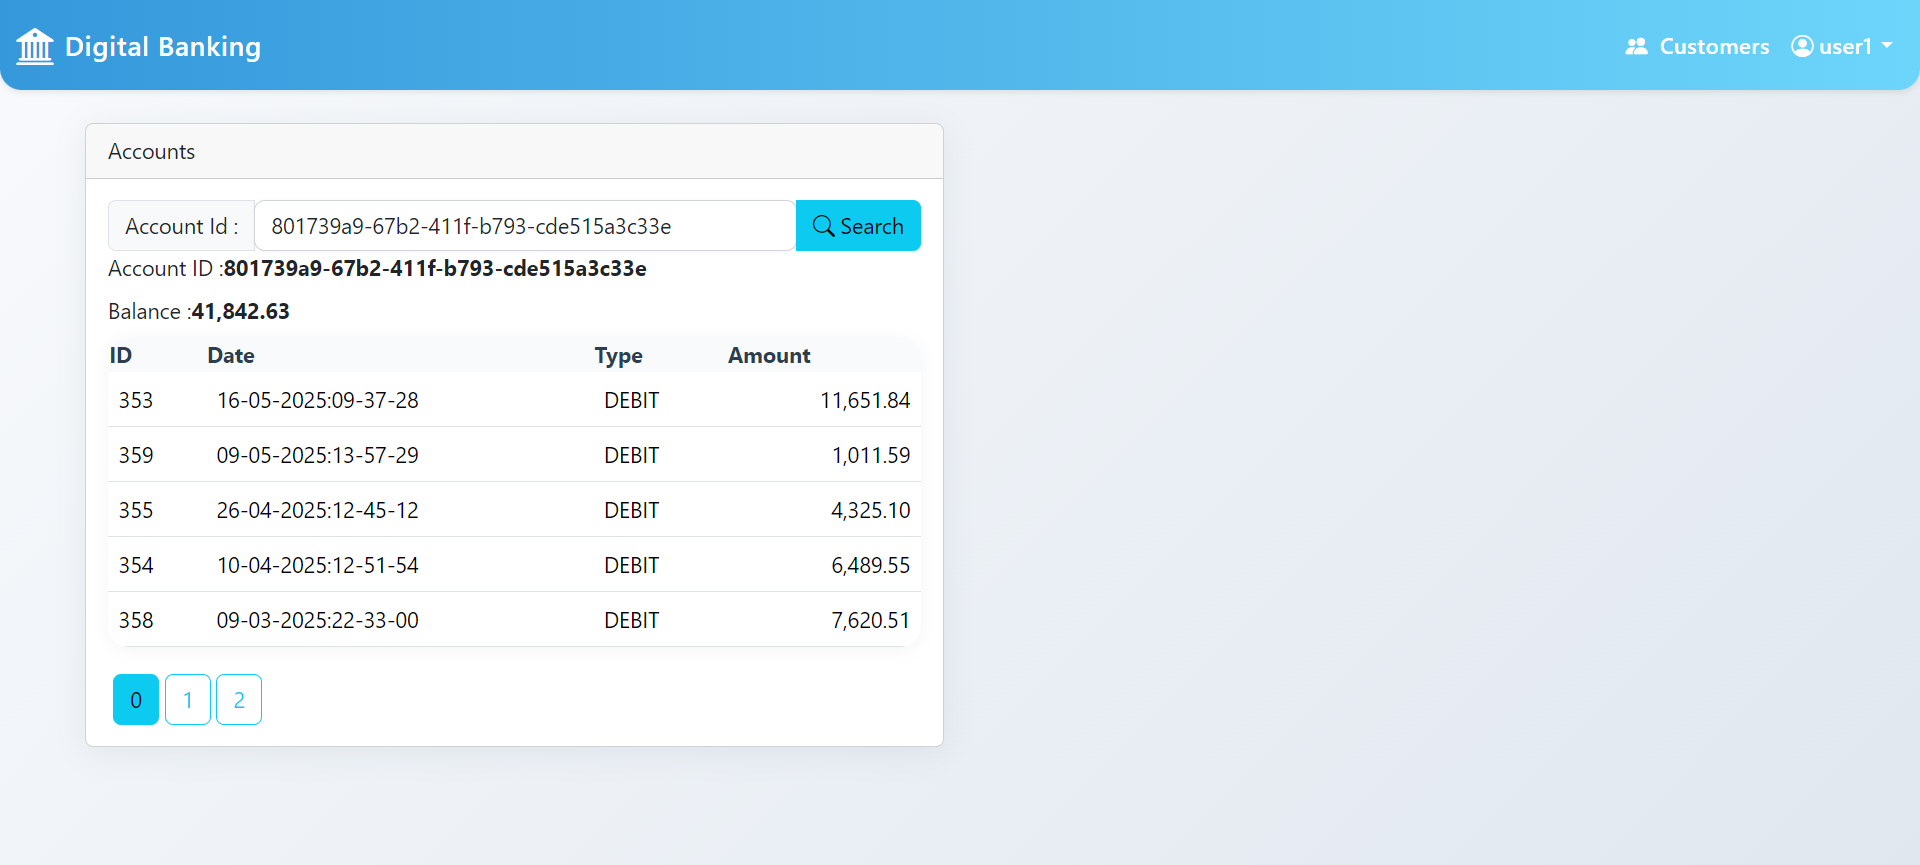 Digital Banking
Customers
user1
Accounts
Account Id :
801739a9-67b2-411f-b793-cde515a3c33e
Search
Account ID :801739a9-67b2-411f-b793-cde515a3c33e
Balance :41,842.63
ID Date Type Amount
353 16-05-2025:09-37-28 DEBIT 11,651.84
359 09-05-2025:13-57-29 DEBIT 1,011.59
355 26-04-2025:12-45-12 DEBIT 4,325.10
354 10-04-2025:12-51-54 DEBIT 6,489.55
358 09-03-2025:22-33-00 DEBIT 7,620.51
0 1 2